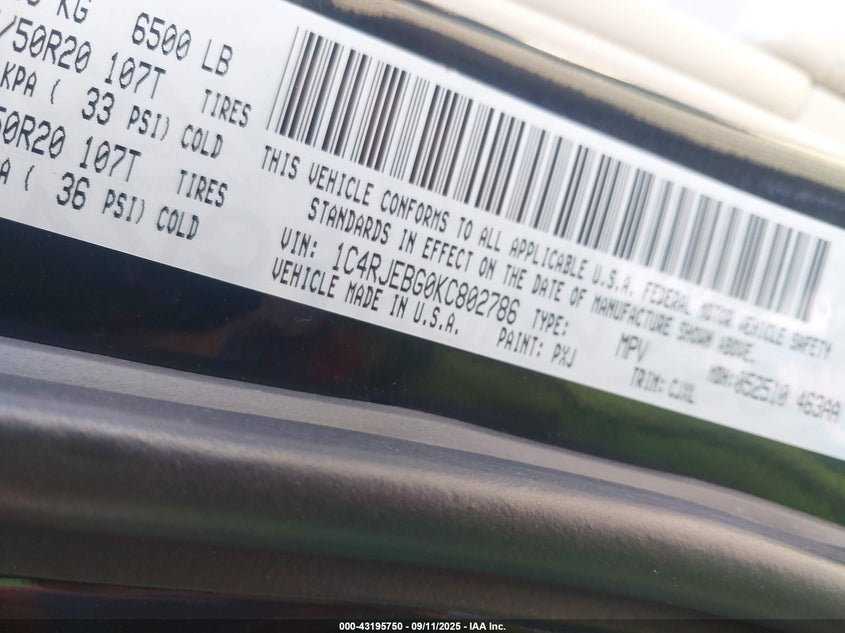 KG 6500 LB
/50R20 107T TIRES
KPA ( 33 PSI) COLD
50R20 107T TIRES
A ( 36 PSI) COLD
THIS VEHICLE CONFORMS TO ALL APPLICABLE U.S.A. FEDERAL MOTOR VEHICLE SAFETY
STANDARDS IN EFFECT ON THE DATE OF MANUFACTURE SHOWN ABOVE.
VIN: 1C4RJEBG0KC802786 TYPE: MPV MDH:052510 463AA
VEHICLE MADE IN U.S.A. PAINT: PXJ TRIM: CJXL
000-43195750 - 09/11/2025 - IAA Inc.